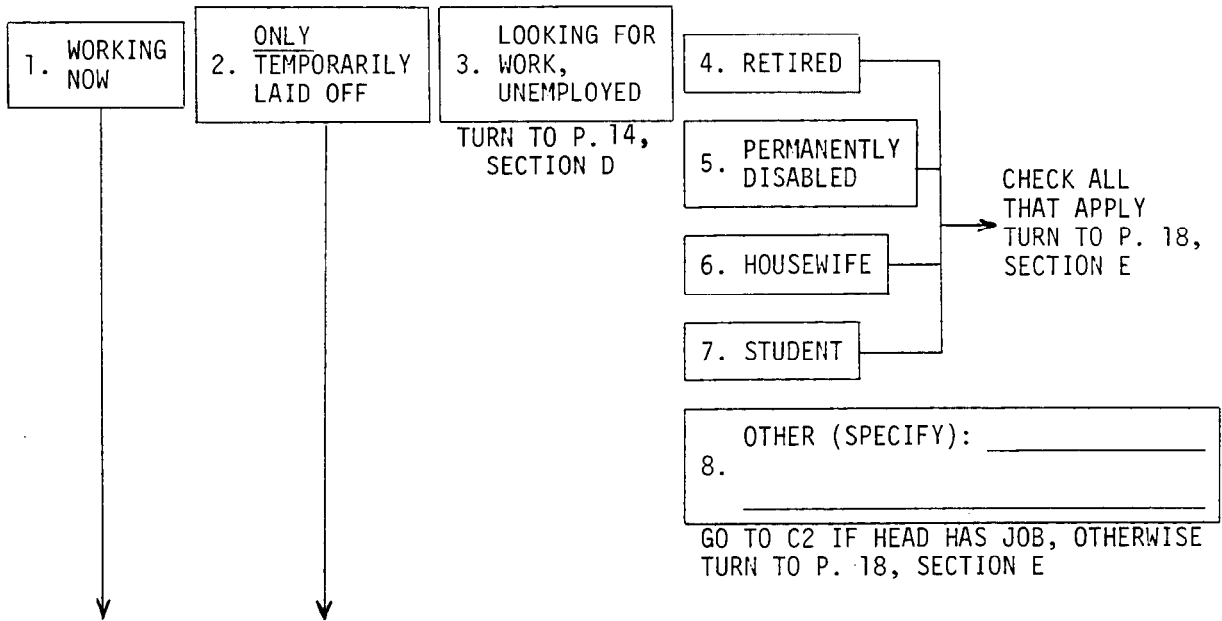 1. WORKING
NOW
ONLY
2. TEMPORARILY
LAID OFF
LOOKING FOR
3. WORK,
UNEMPLOYED
TURN TO P. 14,
SECTION D
4. RETIRED
5. PERMANENTLY
DISABLED
6. HOUSEWIFE
7. STUDENT
CHECK ALL
THAT APPLY
TURN TO P. 18,
SECTION E
OTHER (SPECIFY):
8.
GO TO C2 IF HEAD HAS JOB, OTHERWISE
TURN TO P. 18, SECTION E